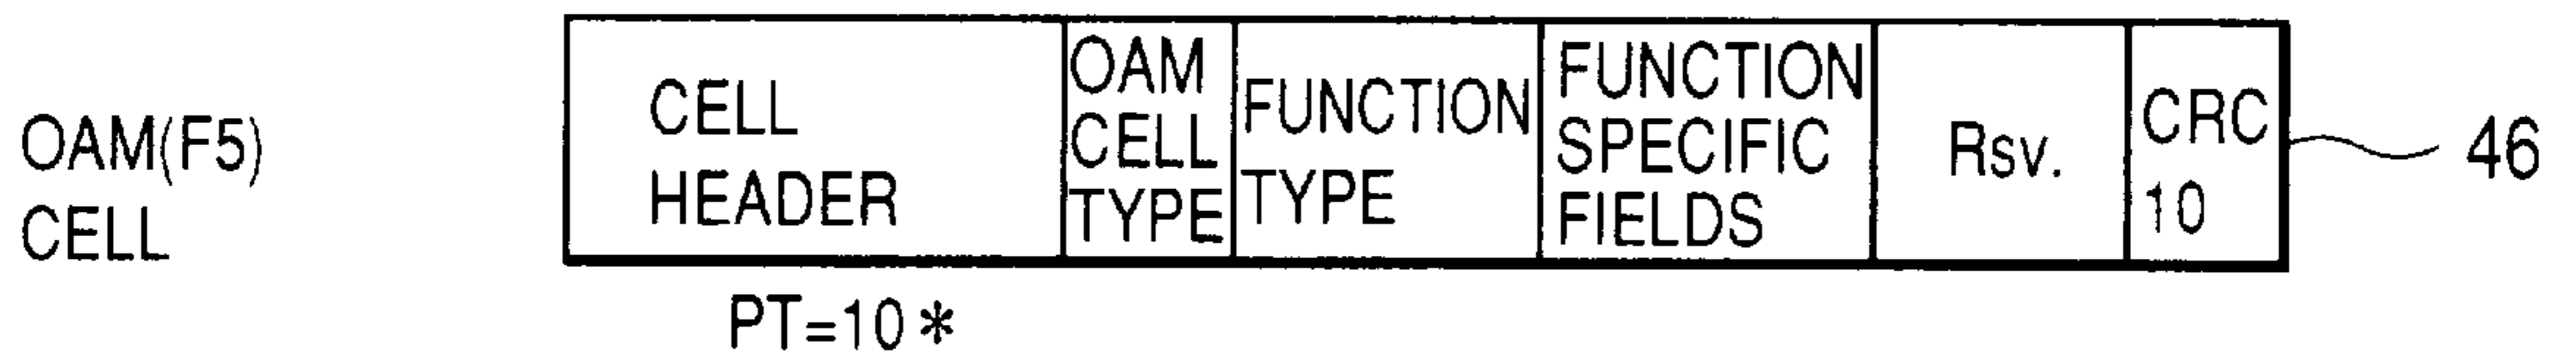 OAM(F5)
CELL
CELL
HEADER
OAM
CELL
TYPE
FUNCTION
TYPE
FUNCTION
SPECIFIC
FIELDS
Rsv.
CRC
10
46
PT=10*